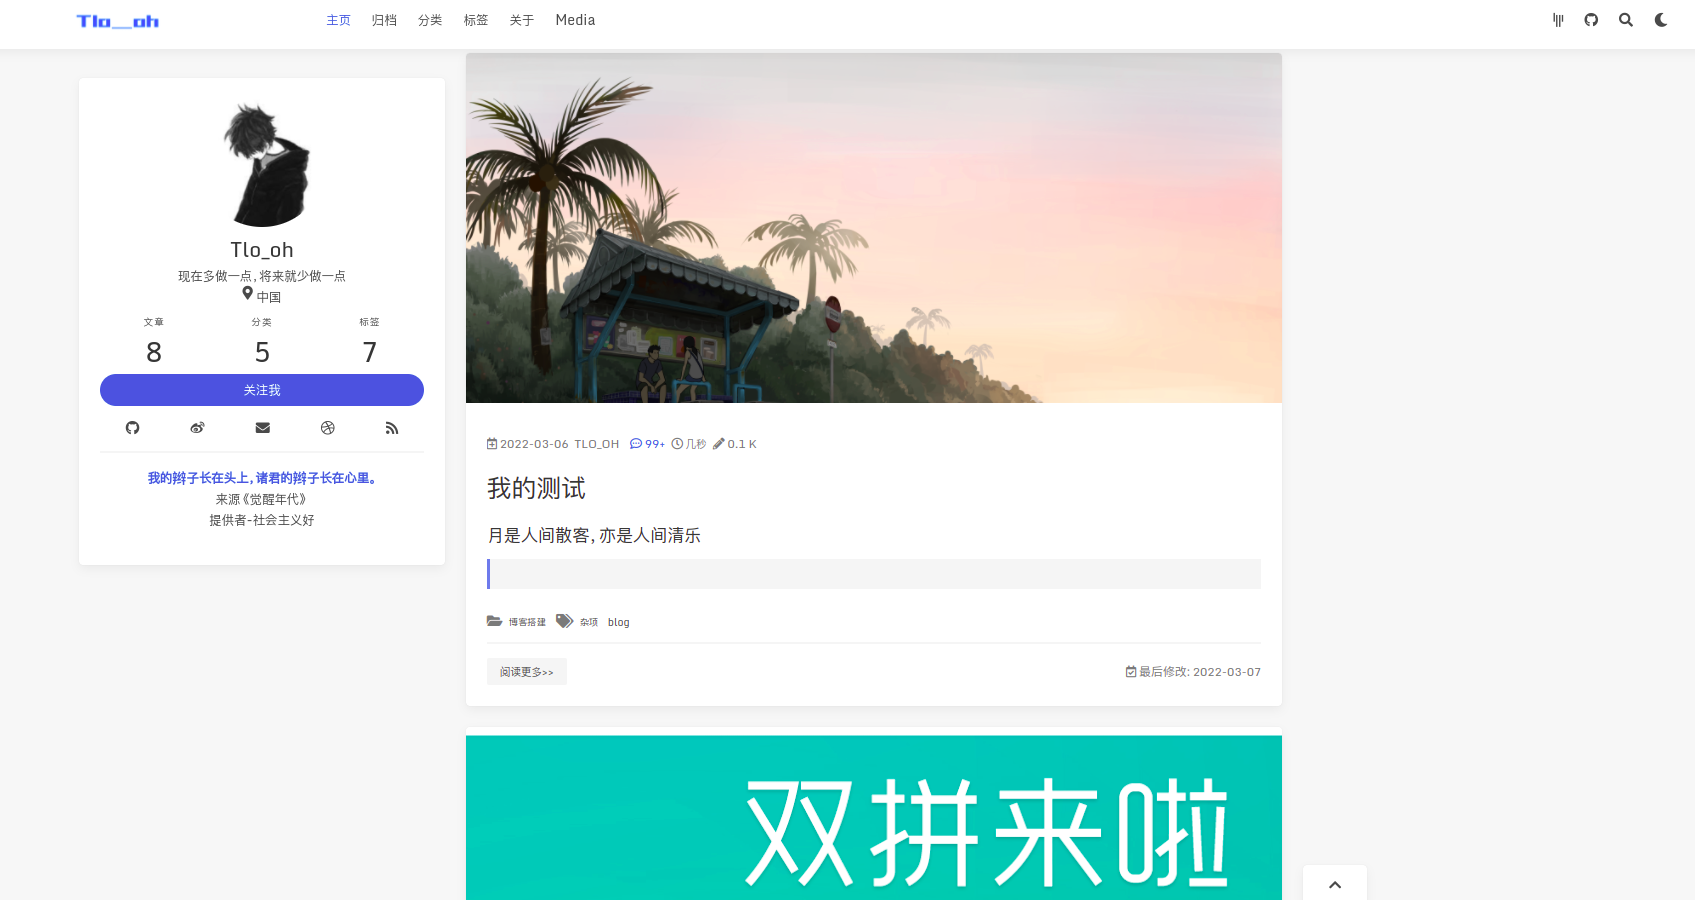 Tlo__oh
主页 归档 分类 标签 关于 Media
Tlo_oh
现在多做一点，将来就少做一点
中国
文章 分类 标签
8 5 7
关注我
我的辫子长在头上，诸君的辫子长在心里。
来源《觉醒年代》
提供者-社会主义好
2022-03-06 TLO_OH 99+ 几秒 0.1 K
我的测试
月是人间散客，亦是人间清乐
博客搭建 杂项 blog
阅读更多>> 最后修改: 2022-03-07
双拼来啦